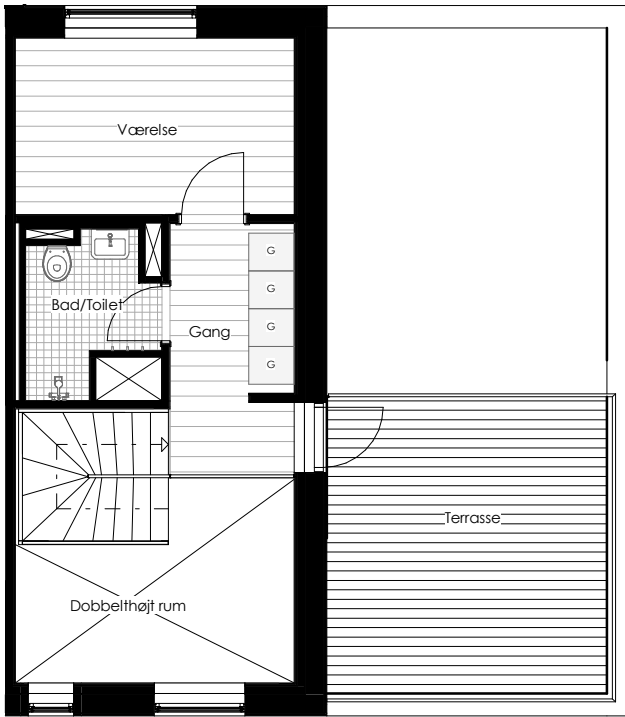 Værelse
G
G
G
G
Bad/Toilet
Gang
Terrasse
Dobbelthøjt rum